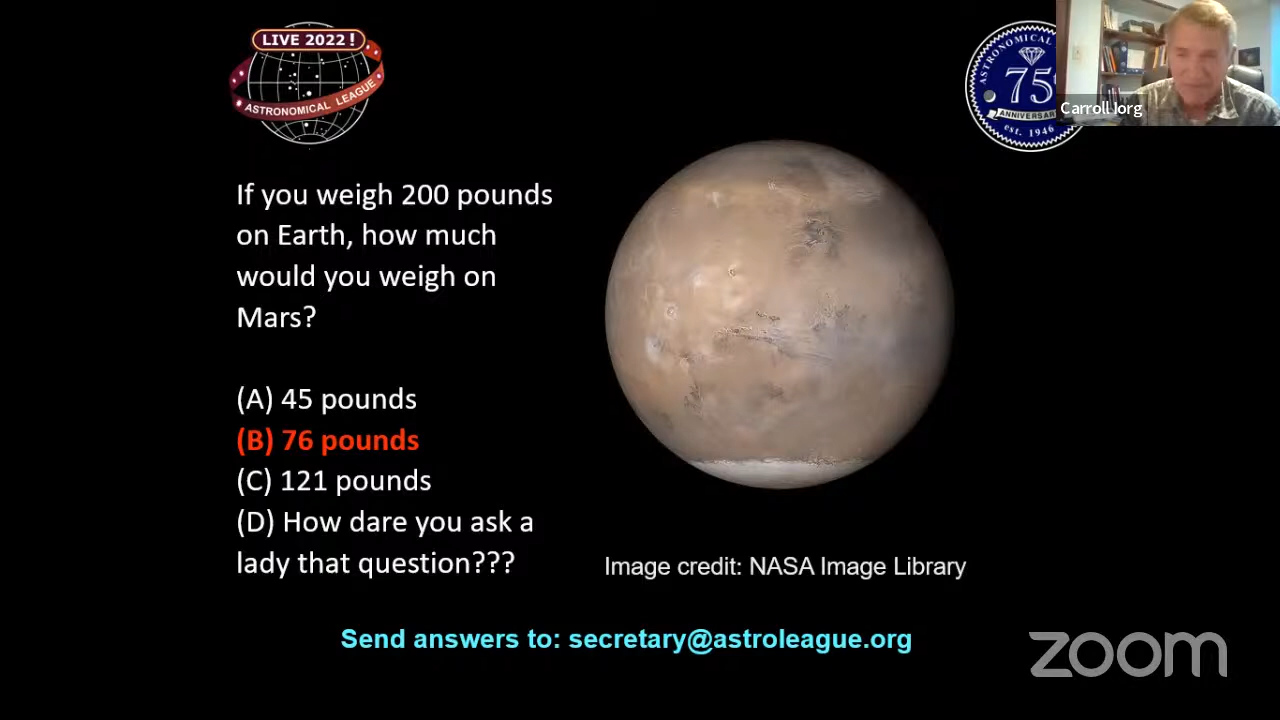 LIVE 2022!
ASTRONOMICAL LEAGUE
ASTRONOMICAL
75
ANNIVERSARY
est. 1946
Carroll Iorg
If you weigh 200 pounds
on Earth, how much
would you weigh on
Mars?
(A) 45 pounds
(B) 76 pounds
(C) 121 pounds
(D) How dare you ask a
lady that question???
Image credit: NASA Image Library
Send answers to: secretary@astroleague.org
zoom